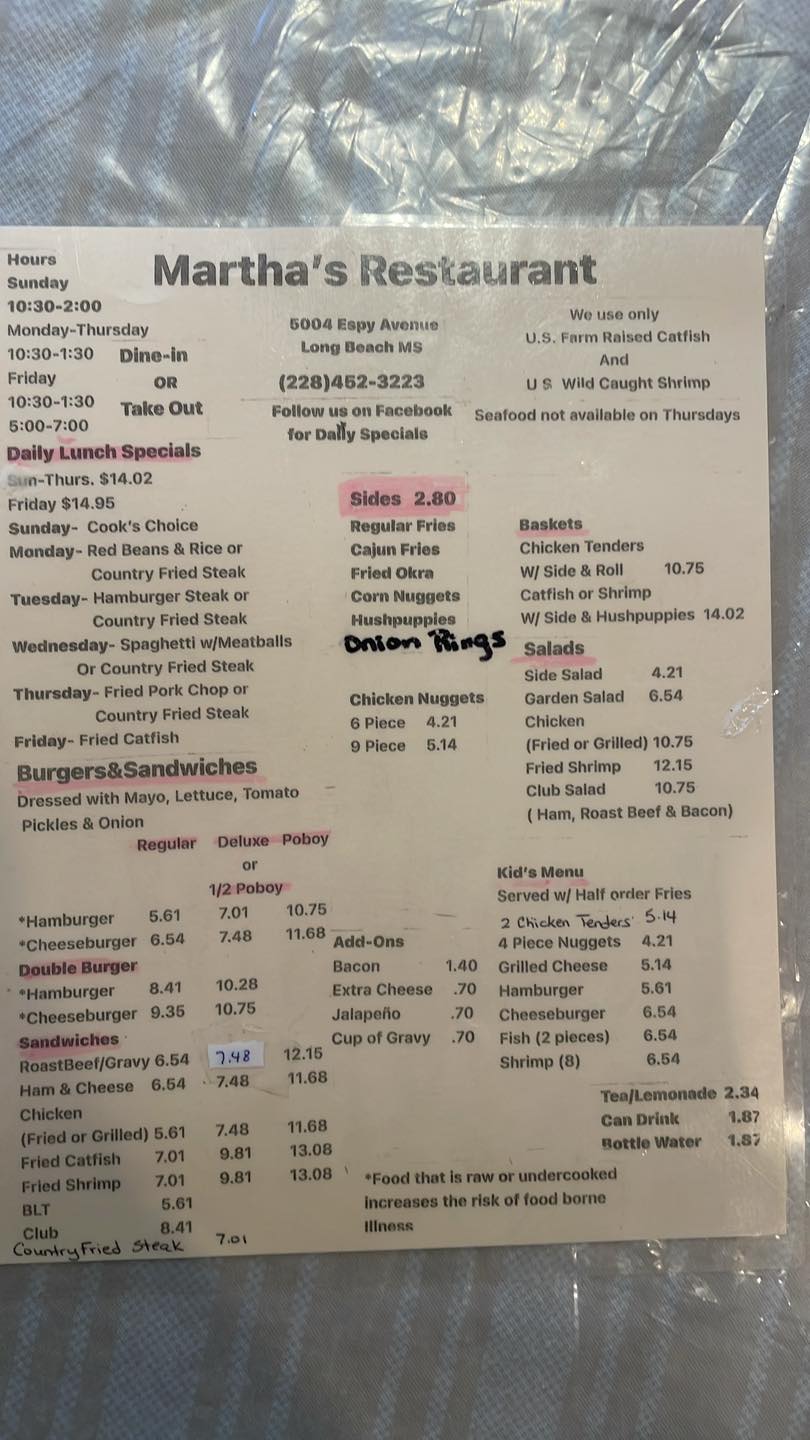 Martha's Restaurant
Hours
Sunday
10:30-2:00
Monday-Thursday
10:30-1:30 Dine-in
Friday OR
10:30-1:30 Take Out
5:00-7:00
5004 Espy Avenue
Long Beach MS
(228)452-3223
Follow us on Facebook
for Daily Specials
We use only
U.S. Farm Raised Catfish
And
U S Wild Caught Shrimp
Seafood not available on Thursdays
Daily Lunch Specials
Sun-Thurs. $14.02
Friday $14.95
Sunday- Cook's Choice
Monday- Red Beans & Rice or
Country Fried Steak
Tuesday- Hamburger Steak or
Country Fried Steak
Wednesday- Spaghetti w/Meatballs
Or Country Fried Steak
Thursday- Fried Pork Chop or
Country Fried Steak
Friday- Fried Catfish
Sides 2.80
Regular Fries
Cajun Fries
Fried Okra
Corn Nuggets
Hushpuppies
Onion Rings
Chicken Nuggets
6 Piece 4.21
9 Piece 5.14
Baskets
Chicken Tenders
W/ Side & Roll 10.75
Catfish or Shrimp
W/ Side & Hushpuppies 14.02
Salads
Side Salad 4.21
Garden Salad 6.54
Chicken
(Fried or Grilled) 10.75
Fried Shrimp 12.15
Club Salad 10.75
( Ham, Roast Beef & Bacon)
Burgers&Sandwiches
Dressed with Mayo, Lettuce, Tomato
Pickles & Onion
Regular Deluxe Poboy
or
1/2 Poboy
*Hamburger 5.61 7.01 10.75
*Cheeseburger 6.54 7.48 11.68
Double Burger
*Hamburger 8.41 10.28
*Cheeseburger 9.35 10.75
Sandwiches
RoastBeef/Gravy 6.54 7.48 12.15
Ham & Cheese 6.54 7.48 11.68
Chicken
(Fried or Grilled) 5.61 7.48 11.68
Fried Catfish 7.01 9.81 13.08
Fried Shrimp 7.01 9.81 13.08
BLT 5.61
Club 8.41
Country Fried Steak 7.01
Add-Ons
Bacon 1.40
Extra Cheese .70
Jalapeño .70
Cup of Gravy .70
Kid's Menu
Served w/ Half order Fries
2 Chicken Tenders 5.14
4 Piece Nuggets 4.21
Grilled Cheese 5.14
Hamburger 5.61
Cheeseburger 6.54
Fish (2 pieces) 6.54
Shrimp (8) 6.54
Tea/Lemonade 2.34
Can Drink 1.87
Bottle Water 1.87
*Food that is raw or undercooked
increases the risk of food borne
Illness